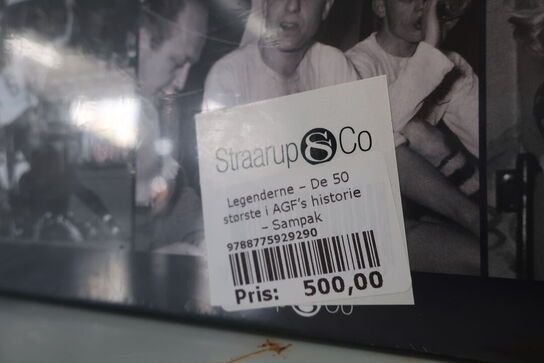 Straarup S Co
Legenderne – De 50
største i AGF's historie
– Sampak
9788775929290
Pris: 500,00